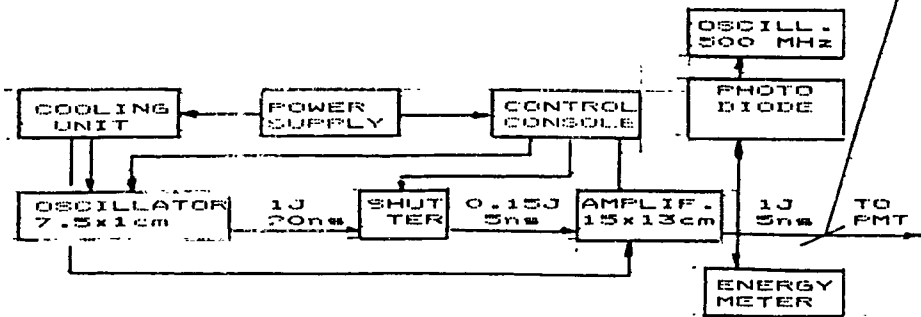 OSCILL.
500 MHz
COOLING
UNIT
POWER
SUPPLY
CONTROL
CONSOLE
PHOTO
DIODE
OSCILLATOR
7.5x1cm
1J
20ns
SHUT
TER
0.15J
5ns
AMPLIF.
15x13cm
1J
5ns
TO
PMT
ENERGY
METER